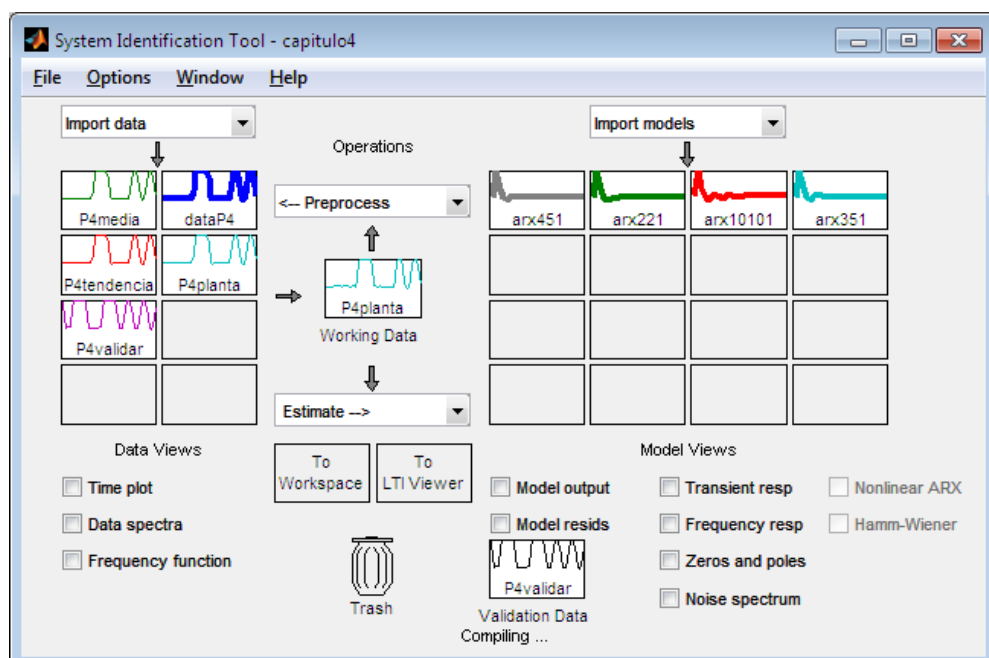 System Identification Tool - capitulo4
File Options Window Help
Import data
Operations
Import models
P4media
dataP4
<-- Preprocess
arx451
arx221
arx10101
arx351
P4tendencia
P4planta
P4planta
Working Data
P4validar
Estimate -->
Data Views
To Workspace
To LTI Viewer
Model Views
Time plot
Data spectra
Frequency function
Trash
Model output
Model resids
P4validar
Validation Data
Transient resp
Frequency resp
Zeros and poles
Noise spectrum
Nonlinear ARX
Hamm-Wiener
Compiling ...